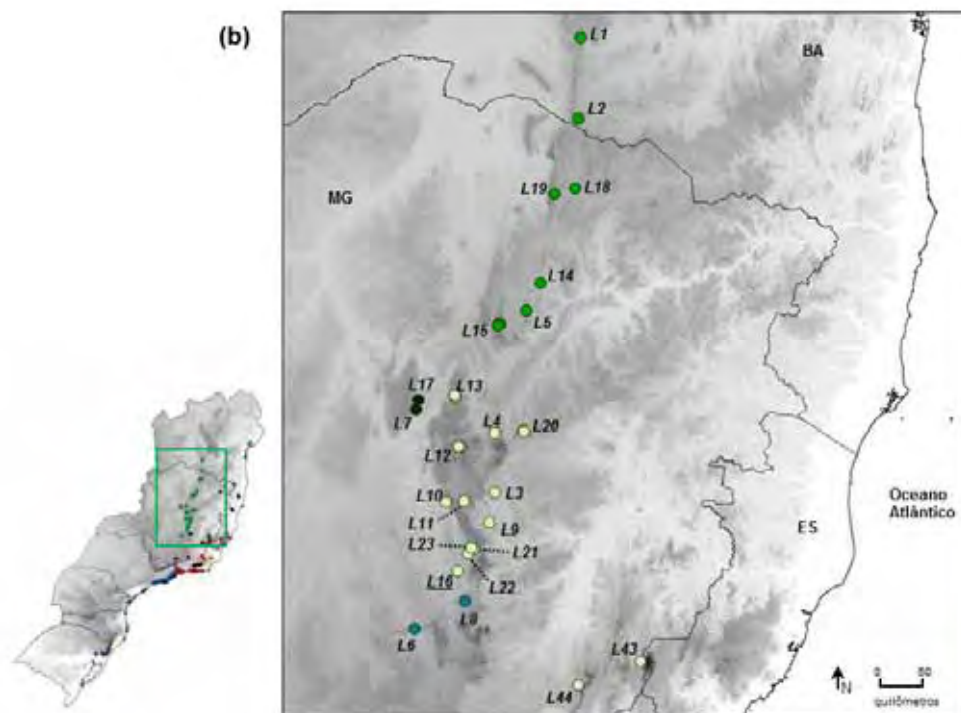 (b)
L1
BA
L2
MG
L19
L18
L14
L5
L15
L17
L13
L7
L4
L20
L12
L10
L3
L11
L9
Oceano
Atlântico
ES
L23
L21
L22
L16
L8
L6
L43
L44
N
0 50
quilômetros